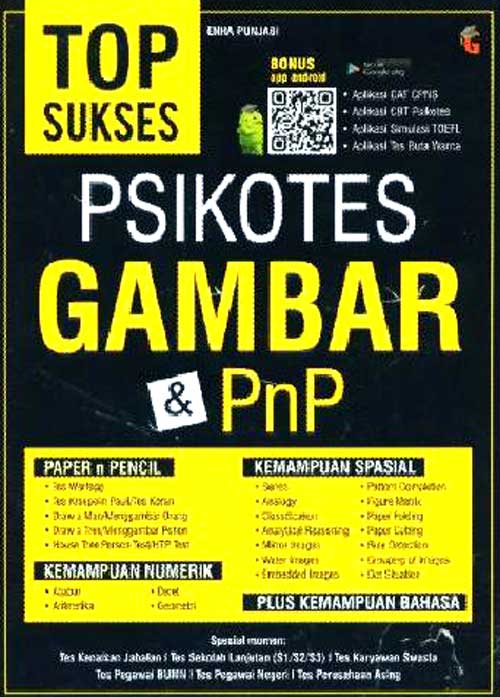 TOP
SUKSES
ENRA PUNJABI
BONUS
app android
Google play
• Aplikasi CAT CPNS
• Aplikasi CBT Psikotes
• Aplikasi Simulasi TOEFL
• Aplikasi Tes Buta Warna
PSIKOTES
GAMBAR
& PnP
PAPER n PENCIL
• Tes Wartegg
• Tes Kraepelin Pauli/Tes Koran
• Draw a Man/Menggambar Orang
• Draw a Tree/Menggambar Pohon
• House Tree Person Test/HTP Test
KEMAMPUAN NUMERIK
• Aritmetika
• Deret
• Geometri
KEMAMPUAN SPASIAL
• Series
• Analogy
• Classification
• Analytical Reasoning
• Mirror Images
• Water Images
• Embedded Images
• Pattern Completion
• Figure Matrix
• Paper Folding
• Paper Cutting
• Rule Detection
• Grouping of Images
• Dot Situation
PLUS KEMAMPUAN BAHASA
Spesial momen:
Tes Kenaikan Jabatan I Tes Sekolah Lanjutan (S1/S2/S3) I Tes Karyawan Swasta
Tes Pegawai BUMN I Tes Pegawai Negeri I Tes Perusahaan Asing